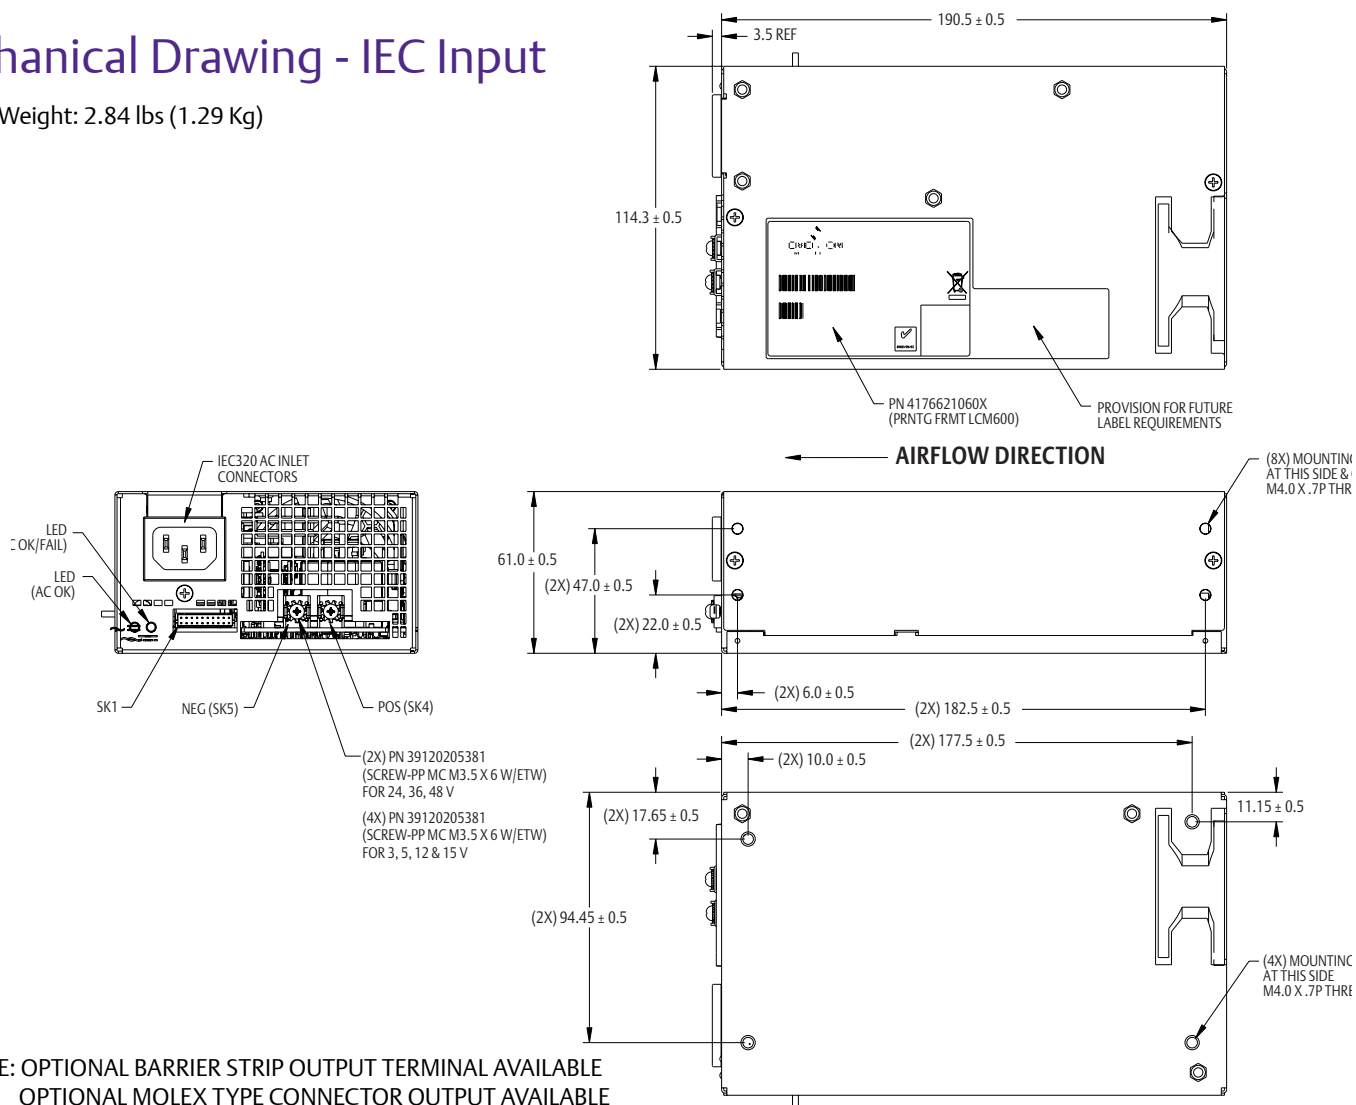 hanical Drawing - IEC Input
Weight: 2.84 lbs (1.29 Kg)
190.5 ± 0.5
3.5 REF
114.3 ± 0.5
PN 4176621060X
(PRNTG FRMT LCM600)
PROVISION FOR FUTURE
LABEL REQUIREMENTS
AIRFLOW DIRECTION
IEC320 AC INLET
CONNECTORS
LED
C OK/FAIL)
LED
(AC OK)
SK1
NEG (SK5)
POS (SK4)
(2X) PN 39120205381
(SCREW-PP MC M3.5 X 6 W/ETW)
FOR 24, 36, 48 V
(4X) PN 39120205381
(SCREW-PP MC M3.5 X 6 W/ETW)
FOR 3, 5, 12 & 15 V
(8X) MOUNTING
AT THIS SIDE &
M4.0 X .7P THR
61.0 ± 0.5
(2X) 47.0 ± 0.5
(2X) 22.0 ± 0.5
(2X) 6.0 ± 0.5
(2X) 182.5 ± 0.5
(2X) 177.5 ± 0.5
(2X) 10.0 ± 0.5
(2X) 17.65 ± 0.5
11.15 ± 0.5
(2X) 94.45 ± 0.5
(4X) MOUNTING
AT THIS SIDE
M4.0 X .7P THRE
E: OPTIONAL BARRIER STRIP OUTPUT TERMINAL AVAILABLE
OPTIONAL MOLEX TYPE CONNECTOR OUTPUT AVAILABLE